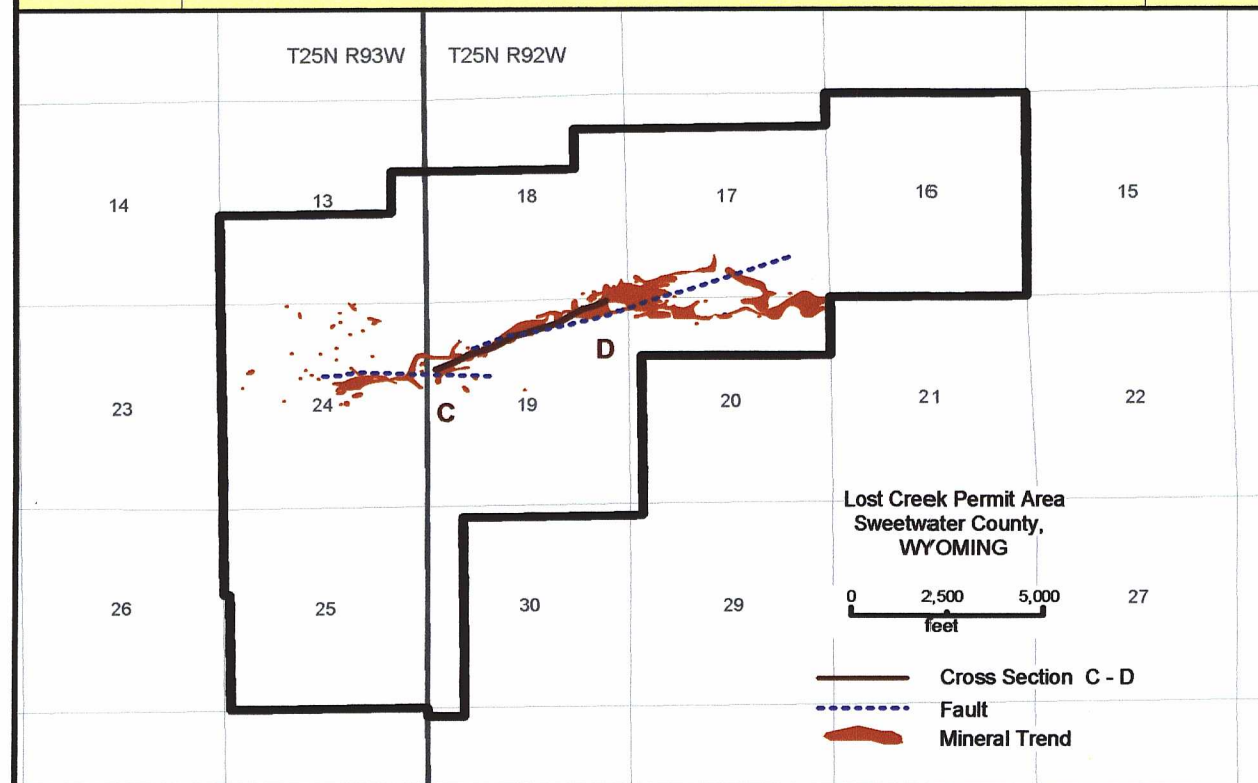 T25N R93W
T25N R92W
14
13
18
17
16
15
23
24
C
19
D
20
21
22
Lost Creek Permit Area
Sweetwater County,
WYOMING
0 2,500 5,000
feet
26
25
30
29
27
Cross Section C - D
Fault
Mineral Trend